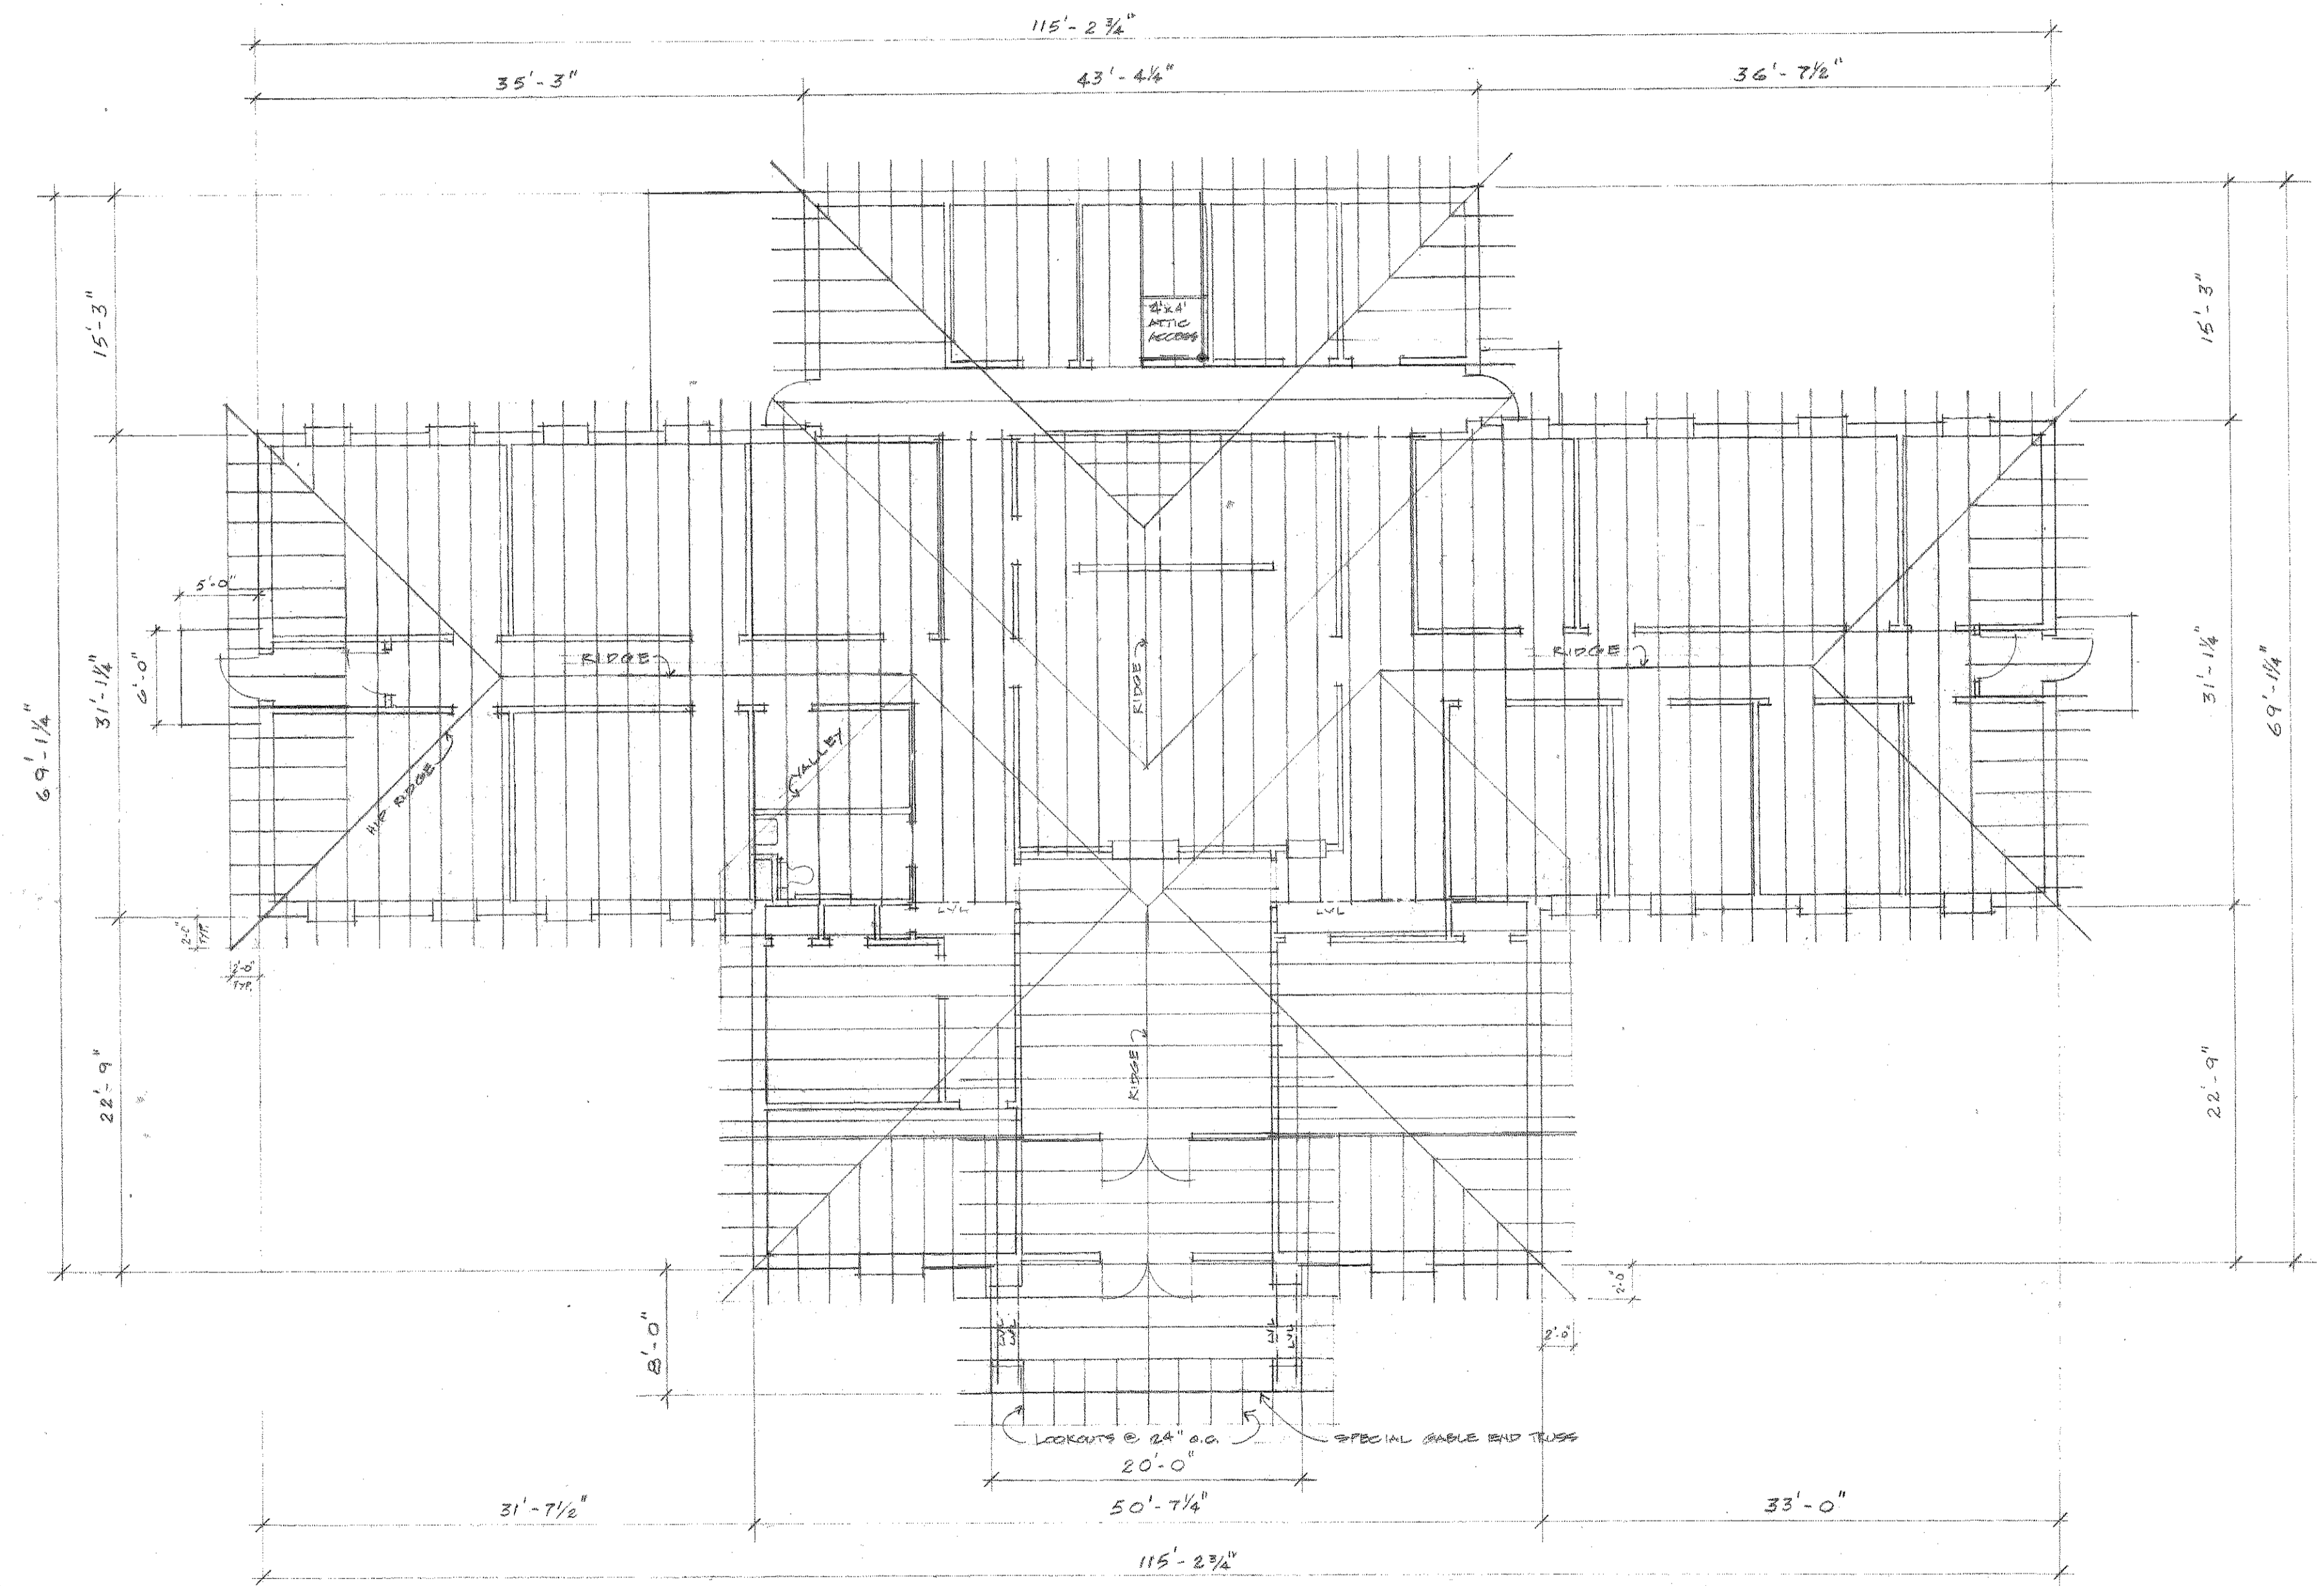 115'-2 3/4"
35'-3"
43'-4 1/4"
36'-7 1/2"
15'-3"
15'-3"
4'x4'
ATTIC
ACCESS
5'-0"
6'-0"
31'-1 1/4"
69'-1 1/4"
RIDGE
RIDGE
RIDGE
31'-1 1/4"
69'-1 1/4"
VALLEY
HIP RIDGE
LVL
LVL
2'-0"
TYP.
2'-0"
TYP.
22'-9"
RIDGE
22'-9"
2'-0"
8'-0"
LVL
LVL
LVL
LVL
2'-0"
LOOKOUTS @ 24" O.C.
SPECIAL GABLE END TRUSS
20'-0"
31'-7 1/2"
50'-7 1/4"
33'-0"
115'-2 3/4"